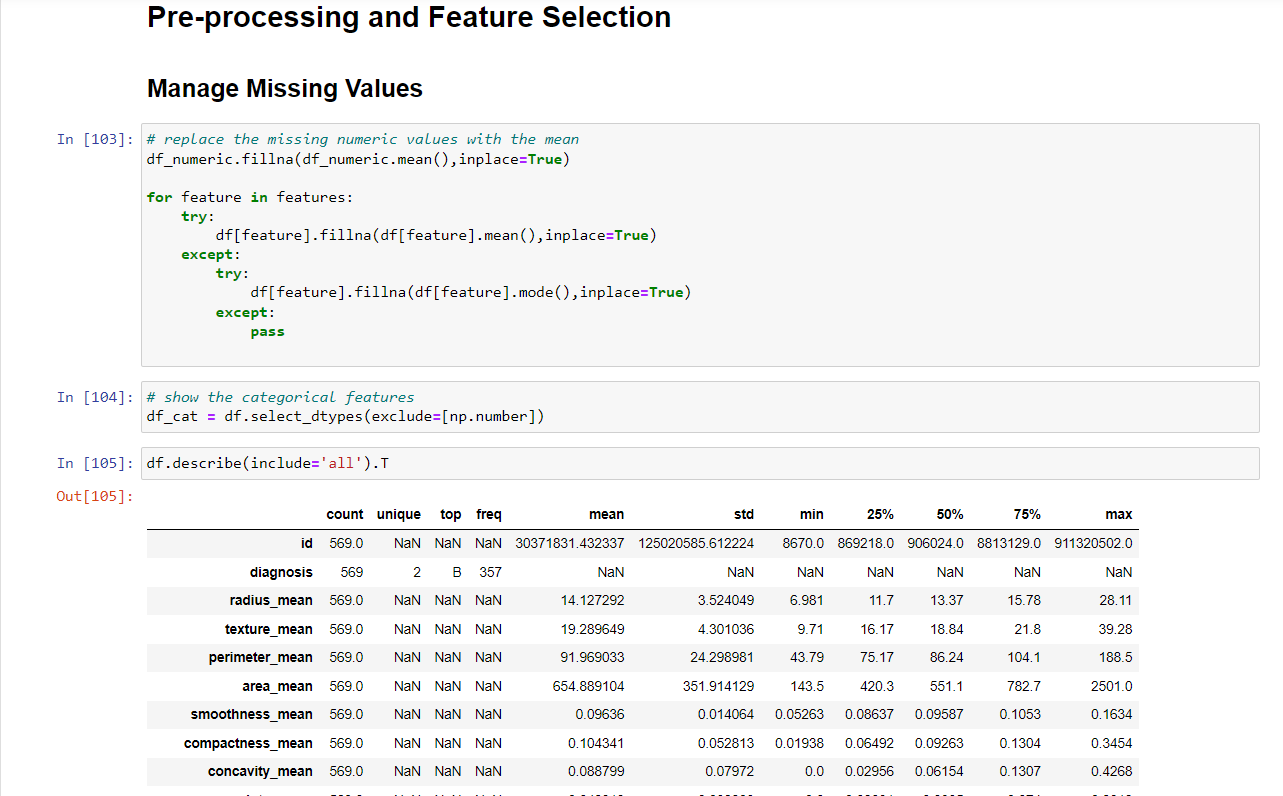 Pre-processing and Feature Selection
Manage Missing Values
In [103]:
# replace the missing numeric values with the mean
df_numeric.fillna(df_numeric.mean(),inplace=True)
for feature in features:
try:
df[feature].fillna(df[feature].mean(),inplace=True)
except:
try:
df[feature].fillna(df[feature].mode(),inplace=True)
except:
pass
In [104]:
# show the categorical features
df_cat = df.select_dtypes(exclude=[np.number])
In [105]:
df.describe(include='all').T
Out[105]:
count unique top freq mean std min 25% 50% 75% max
id 569.0 NaN NaN NaN 30371831.432337 125020585.612224 8670.0 869218.0 906024.0 8813129.0 911320502.0
diagnosis 569 2 B 357 NaN NaN NaN NaN NaN NaN NaN
radius_mean 569.0 NaN NaN NaN 14.127292 3.524049 6.981 11.7 13.37 15.78 28.11
texture_mean 569.0 NaN NaN NaN 19.289649 4.301036 9.71 16.17 18.84 21.8 39.28
perimeter_mean 569.0 NaN NaN NaN 91.969033 24.298981 43.79 75.17 86.24 104.1 188.5
area_mean 569.0 NaN NaN NaN 654.889104 351.914129 143.5 420.3 551.1 782.7 2501.0
smoothness_mean 569.0 NaN NaN NaN 0.09636 0.014064 0.05263 0.08637 0.09587 0.1053 0.1634
compactness_mean 569.0 NaN NaN NaN 0.104341 0.052813 0.01938 0.06492 0.09263 0.1304 0.3454
concavity_mean 569.0 NaN NaN NaN 0.088799 0.07972 0.0 0.02956 0.06154 0.1307 0.4268